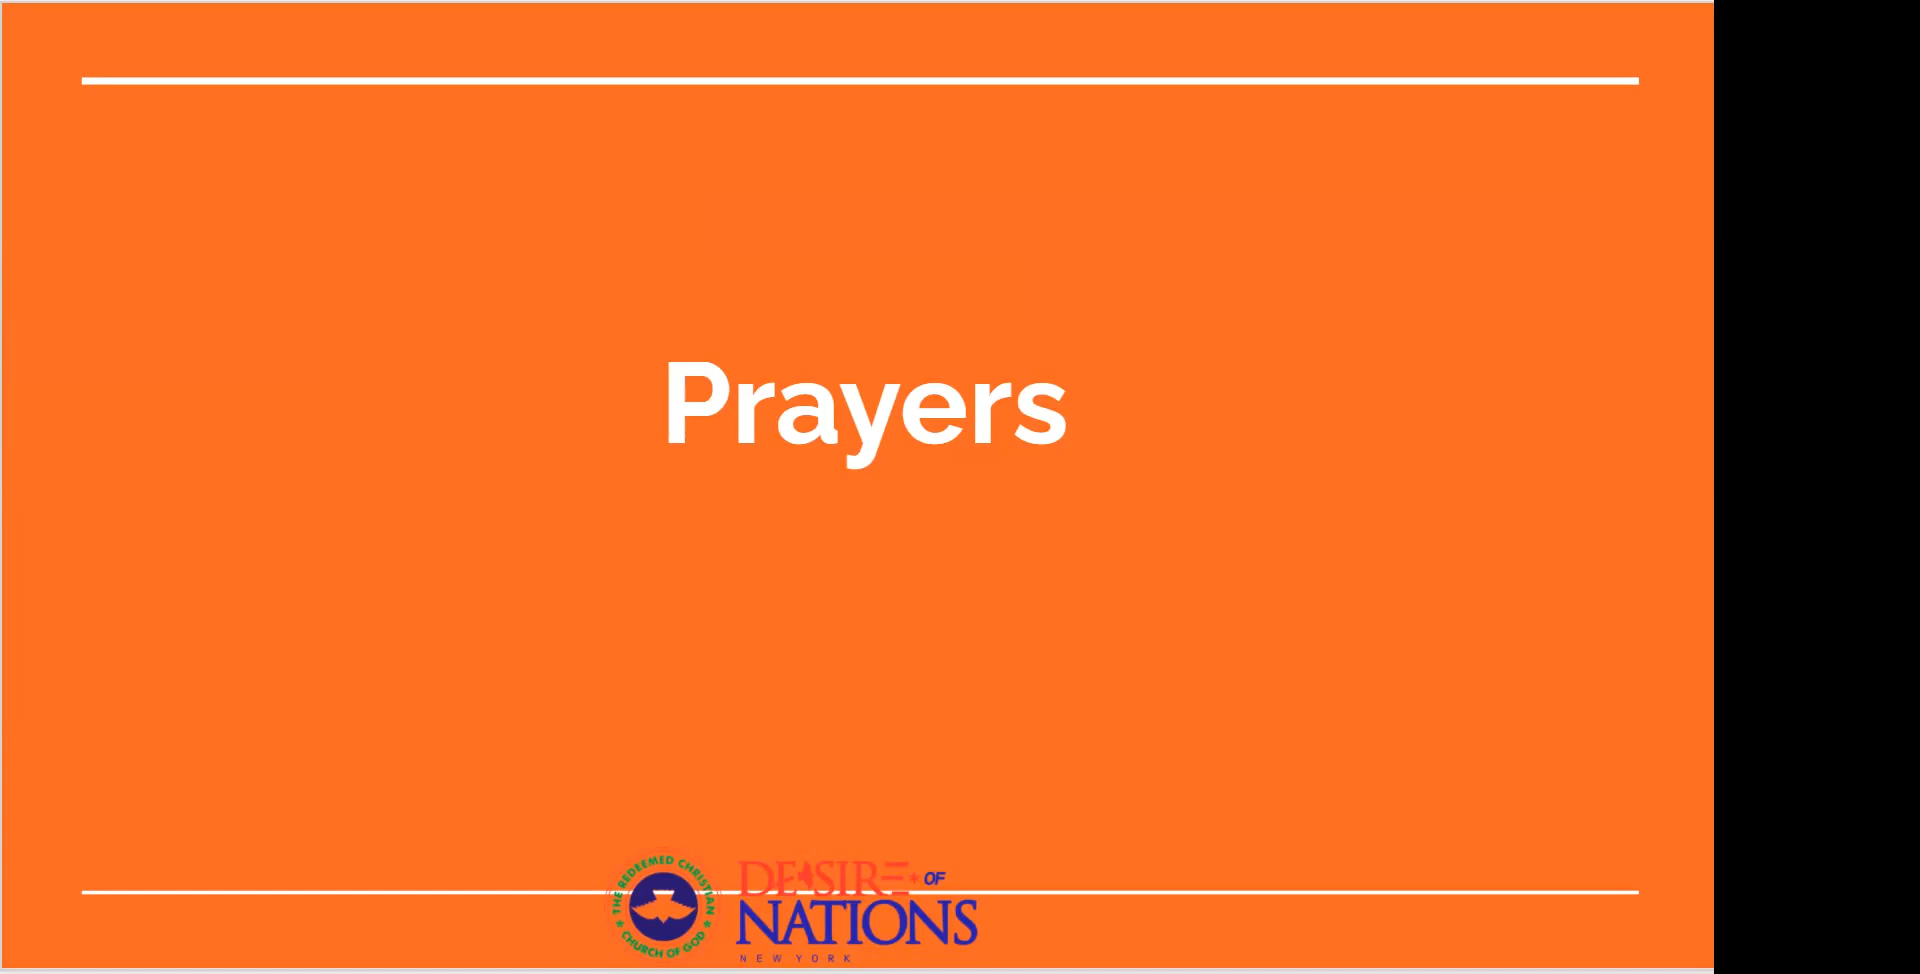 Prayers
THE REDEEMED CHRISTIAN
CHURCH OF GOD
DESIRE OF
NATIONS
NEW YORK